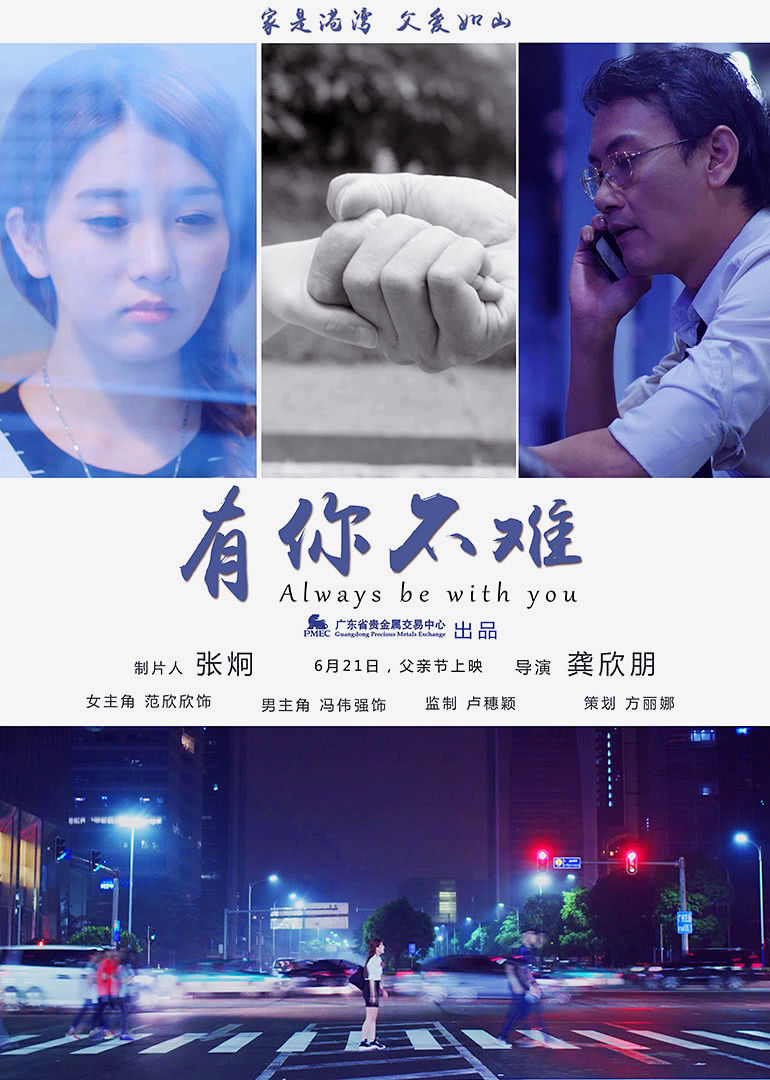 家是港湾 父爱如山
有你不难
Always be with you
PMEC 广东省贵金属交易中心 出品
Guangdong Precious Metals Exchange
制片人 张炯 6月21日，父亲节上映 导演 龚欣朋
女主角 范欣欣饰 男主角 冯伟强饰 监制 卢穗颖 策划 方丽娜